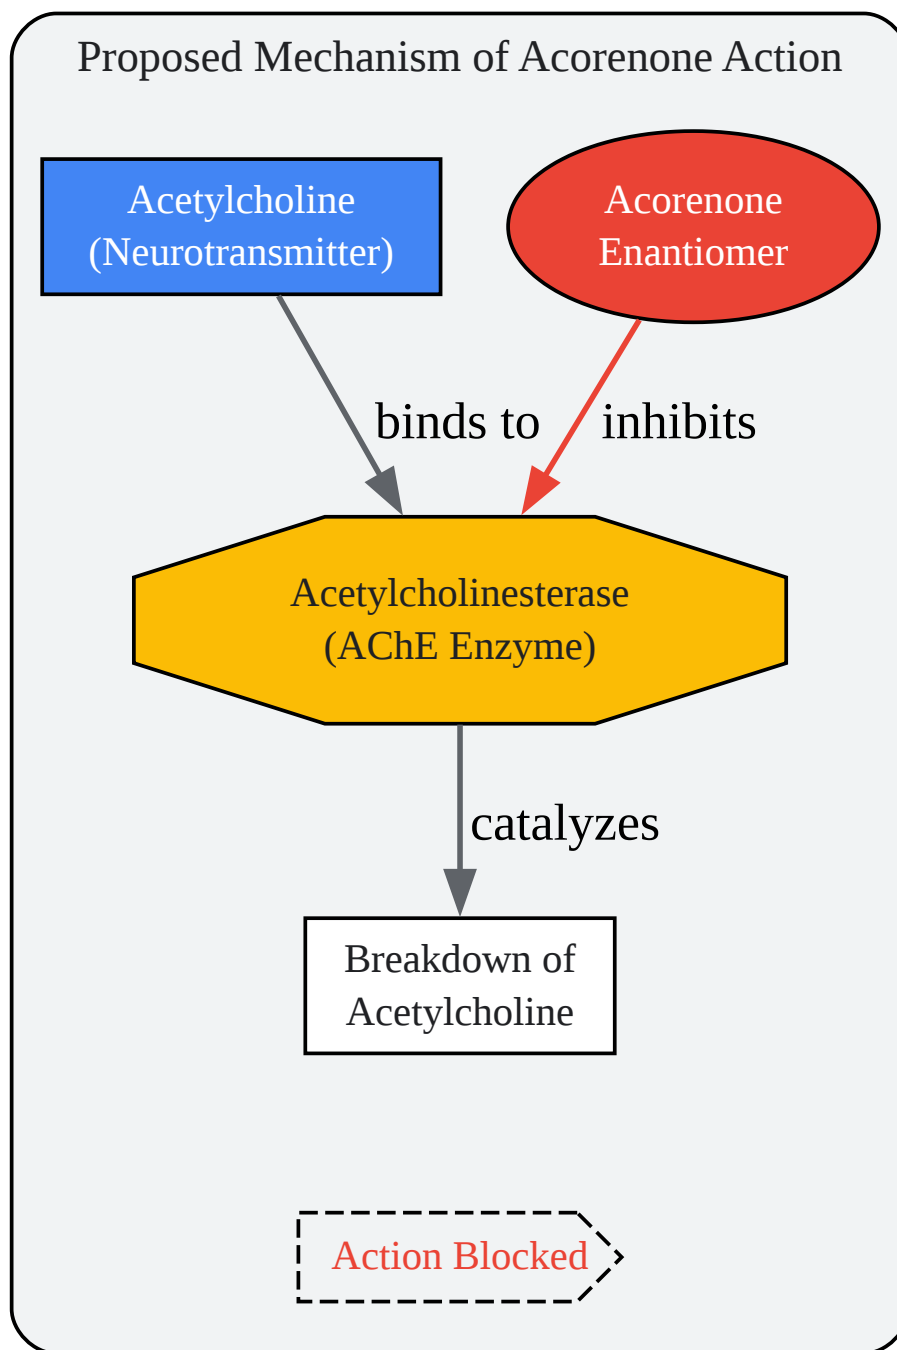 Proposed Mechanism of Acorenone Action
Acetylcholine
(Neurotransmitter)
Acorenone
Enantiomer
binds to
inhibits
Acetylcholinesterase
(AChE Enzyme)
catalyzes
Breakdown of
Acetylcholine
Action Blocked